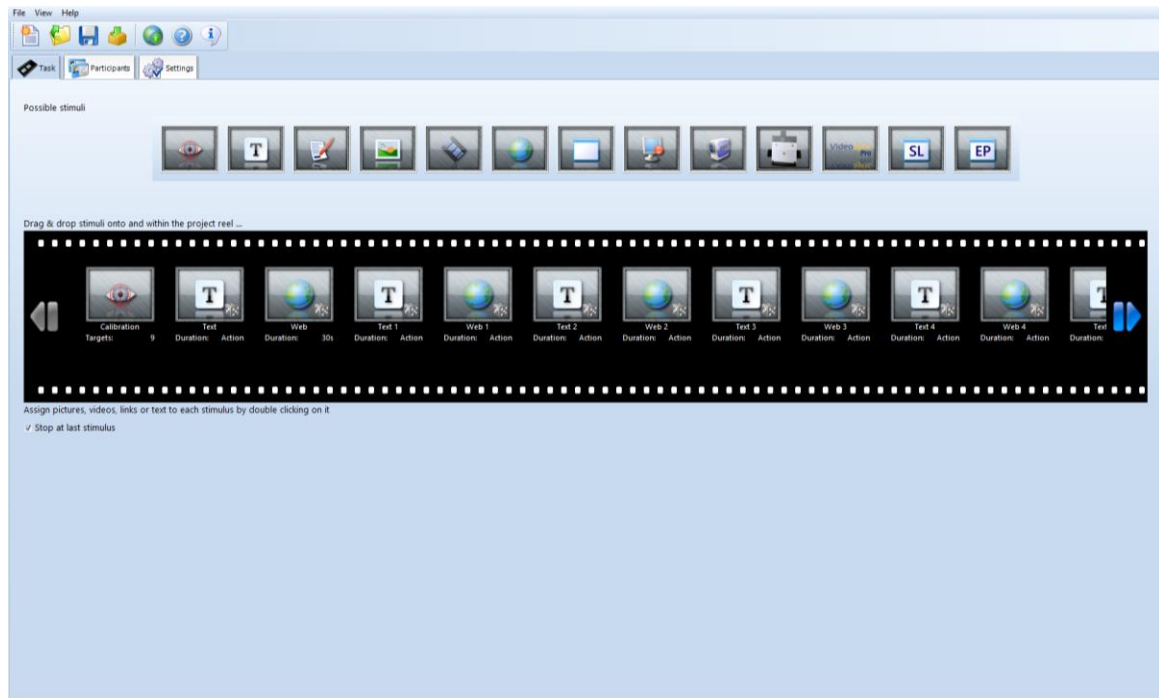 File View Help
Task Participants Settings
Possible stimuli
T Video Pro SL EP
Drag & drop stimuli onto and within the project reel ...
T T T T T
Calibration Text Web Text 1 Web 1 Text 2 Web 2 Text 3 Web 3 Text 4 Web 4 Text
Targets: 9 Duration: Action Duration: 30s Duration: Action Duration: Action Duration: Action Duration: Action Duration: Action Duration: Action Duration: Action Duration: Action Duration:
Assign pictures, videos, links or text to each stimulus by double clicking on it
Stop at last stimulus